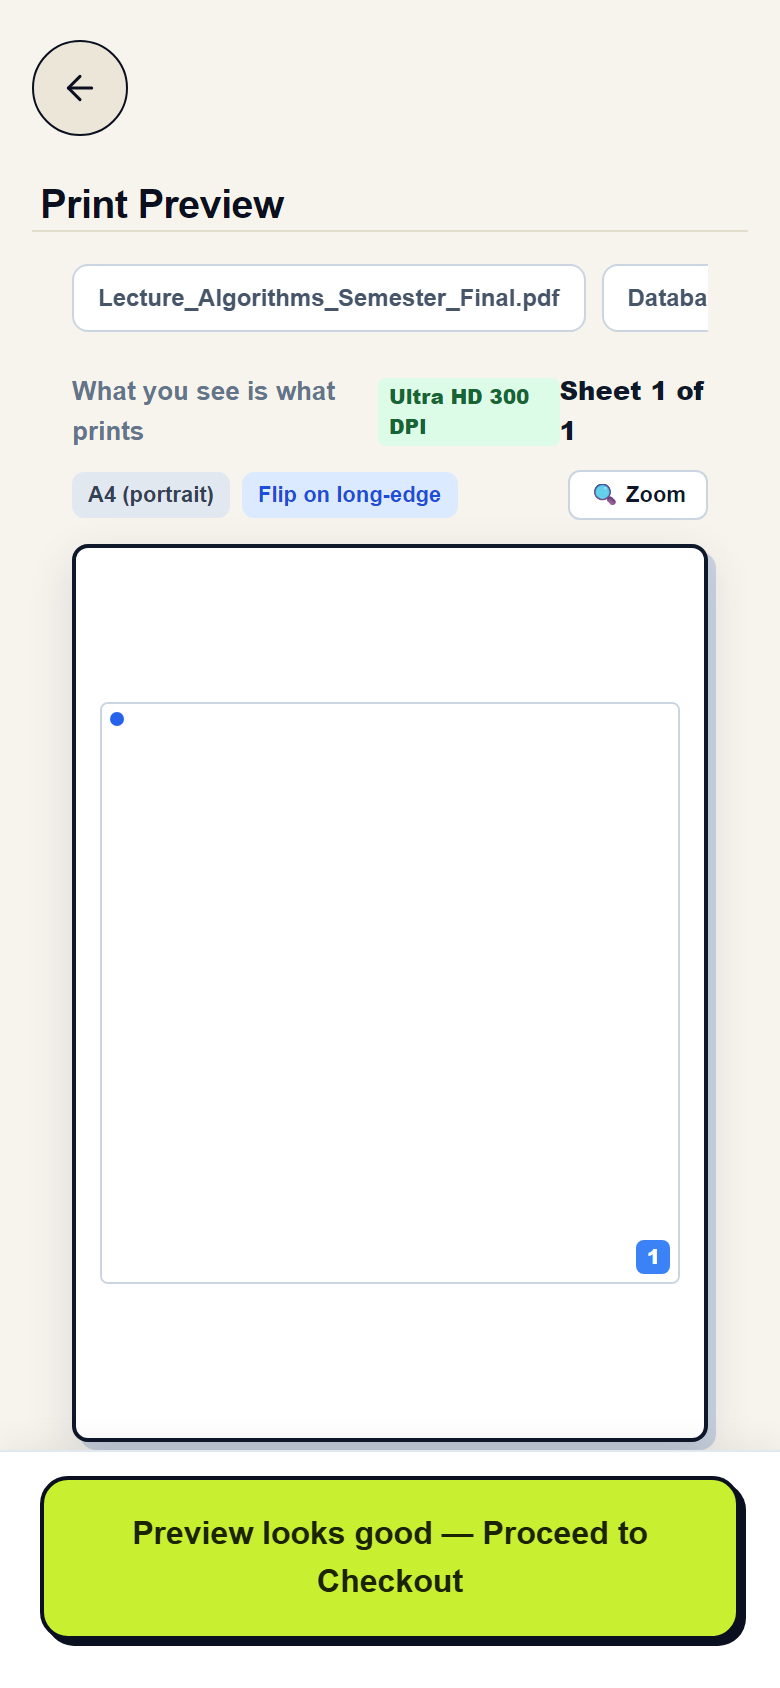 Print Preview
Lecture_Algorithms_Semester_Final.pdf
Databa
What you see is what
prints
Ultra HD 300
DPI
Sheet 1 of
1
A4 (portrait)
Flip on long-edge
Zoom
1
Preview looks good — Proceed to
Checkout